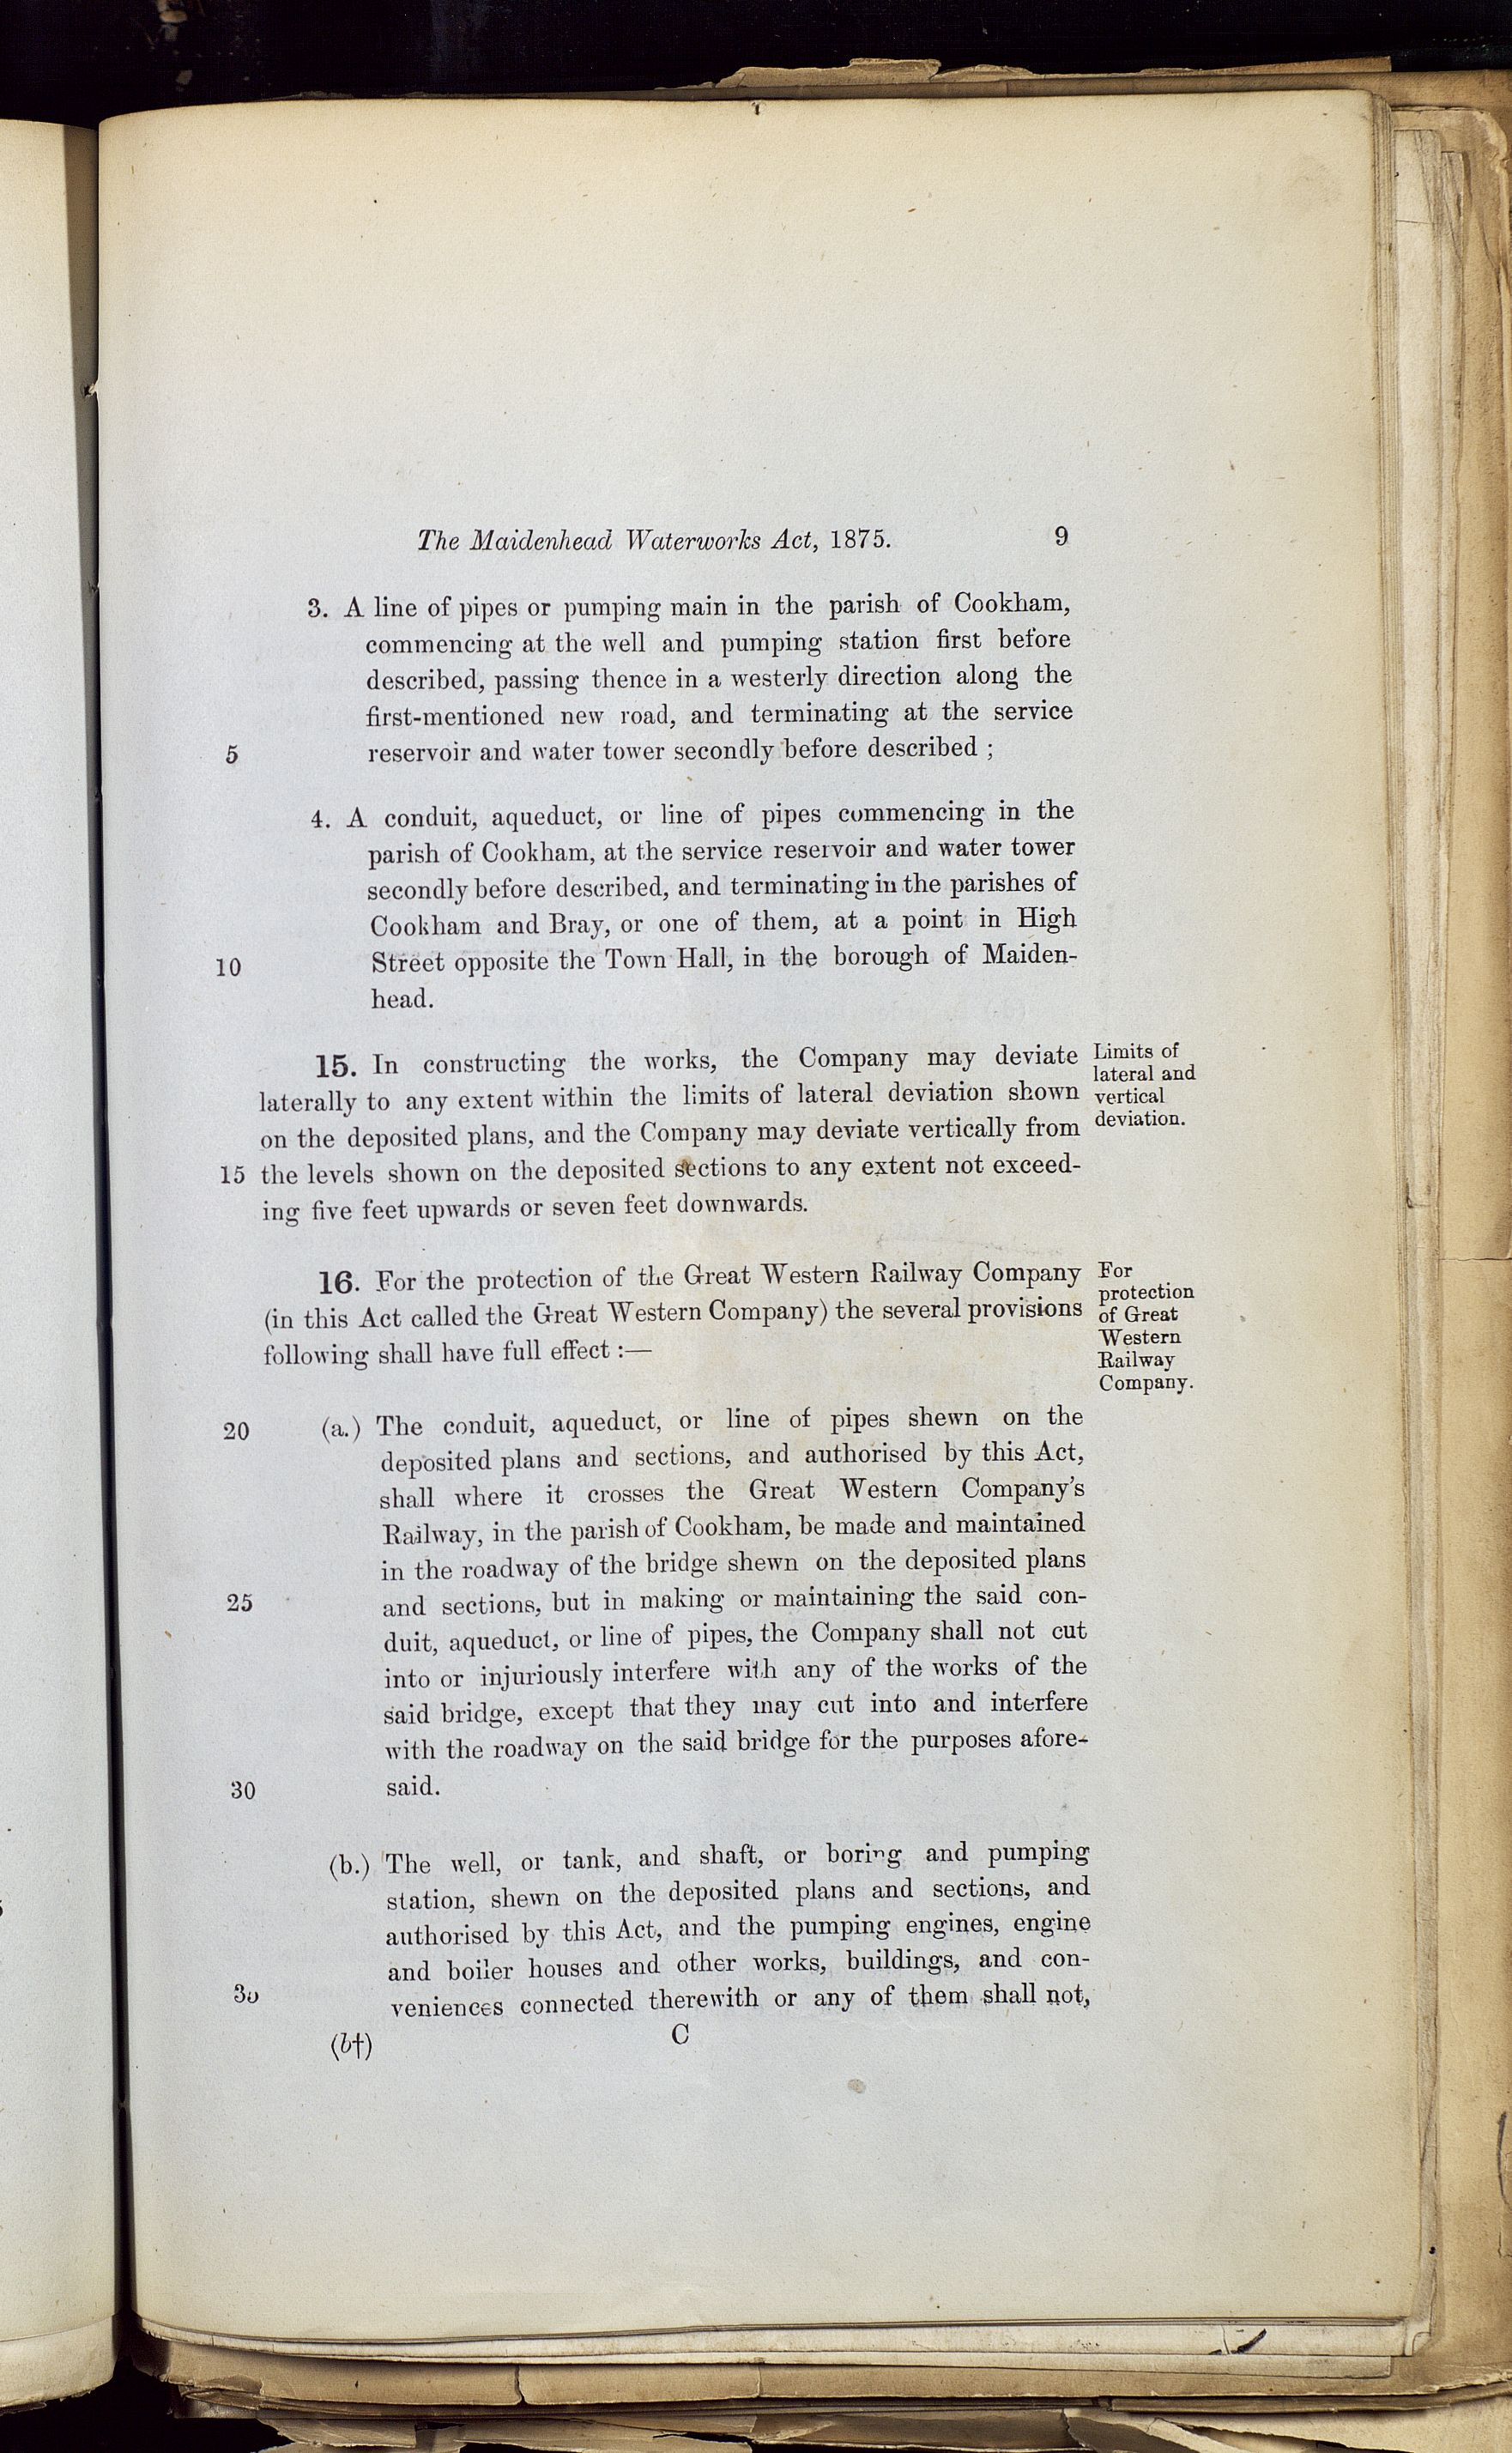 The Maidenhead Waterworks Act, 1875. 9
3. A line of pipes or pumping main in the parish of Cookham,
commencing at the well and pumping station first before
described, passing thence in a westerly direction along the
first-mentioned new road, and terminating at the service
5 reservoir and water tower secondly before described ;
4. A conduit, aqueduct, or line of pipes commencing in the
parish of Cookham, at the service reservoir and water tower
secondly before described, and terminating in the parishes of
Cookham and Bray, or one of them, at a point in High
10 Street opposite the Town Hall, in the borough of Maiden-
head.
15. In constructing the works, the Company may deviate
laterally to any extent within the limits of lateral deviation shown
on the deposited plans, and the Company may deviate vertically from
15 the levels shown on the deposited sections to any extent not exceed-
ing five feet upwards or seven feet downwards.
Limits of
lateral and
vertical
deviation.
16. For the protection of the Great Western Railway Company
(in this Act called the Great Western Company) the several provisions
following shall have full effect :—
For
protection
of Great
Western
Railway
Company.
20 (a.) The conduit, aqueduct, or line of pipes shewn on the
deposited plans and sections, and authorised by this Act,
shall where it crosses the Great Western Company's
Railway, in the parish of Cookham, be made and maintained
in the roadway of the bridge shewn on the deposited plans
25 and sections, but in making or maintaining the said con-
duit, aqueduct, or line of pipes, the Company shall not cut
into or injuriously interfere with any of the works of the
said bridge, except that they may cut into and interfere
with the roadway on the said bridge for the purposes afore-
30 said.
(b.) The well, or tank, and shaft, or boring and pumping
station, shewn on the deposited plans and sections, and
authorised by this Act, and the pumping engines, engine
and boiler houses and other works, buildings, and con-
35 veniences connected therewith or any of them shall not,
(b†) C